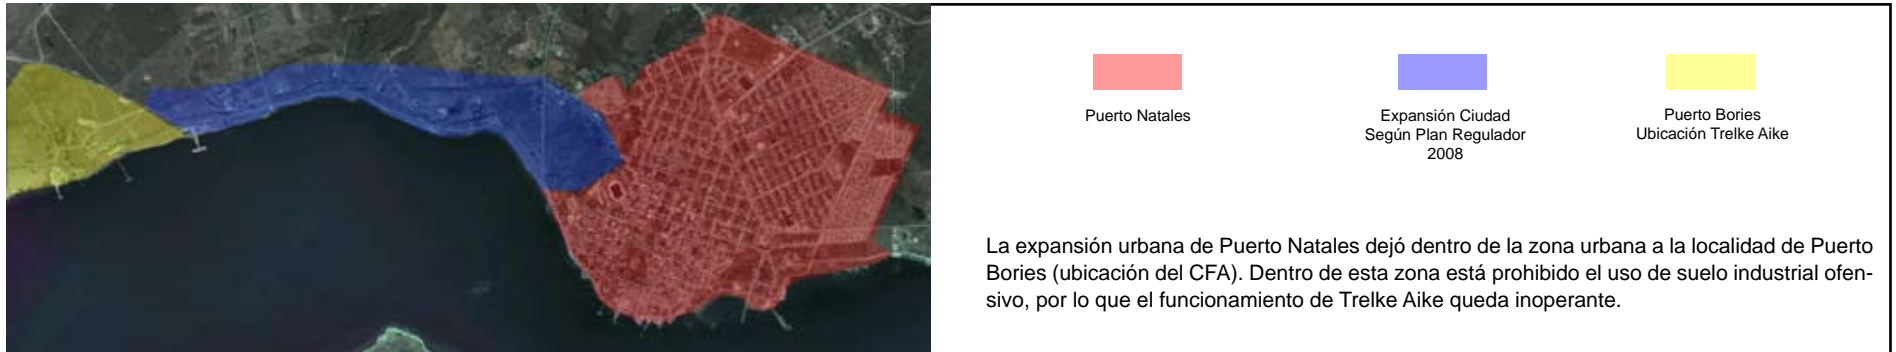 Puerto Natales
Expansión Ciudad
Según Plan Regulador
2008
Puerto Bories
Ubicación Trelke Aike
La expansión urbana de Puerto Natales dejó dentro de la zona urbana a la localidad de Puerto
Bories (ubicación del CFA). Dentro de esta zona está prohibido el uso de suelo industrial ofen-
sivo, por lo que el funcionamiento de Trelke Aike queda inoperante.